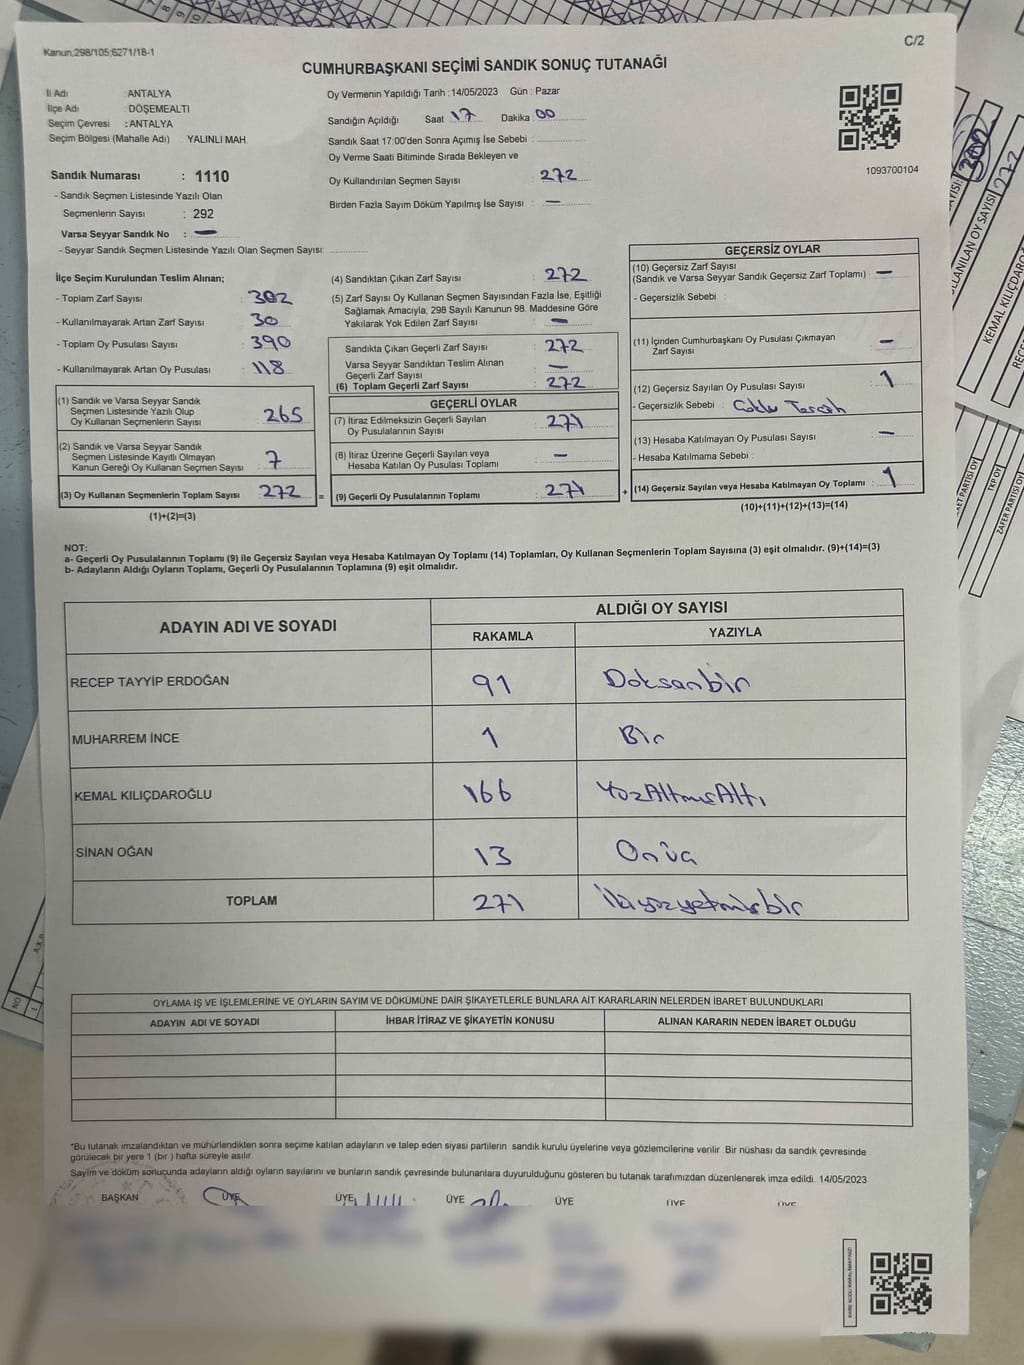 Kanun;298/105;6271/18-1
C/2
CUMHURBAŞKANI SEÇİMİ SANDIK SONUÇ TUTANAĞI
İl Adı : ANTALYA
İlçe Adı : DÖŞEMEALTI
Seçim Çevresi : ANTALYA
Seçim Bölgesi (Mahalle Adı) : YALINLI MAH.
Sandık Numarası : 1110
- Sandık Seçmen Listesinde Yazılı Olan
Seçmenlerin Sayısı : 292
Varsa Seyyar Sandık No : —
- Seyyar Sandık Seçmen Listesinde Yazılı Olan Seçmen Sayısı: ..............
Oy Vermenin Yapıldığı Tarih : 14/05/2023 Gün : Pazar
Sandığın Açıldığı Saat 17 Dakika 00
Sandık Saat 17:00'den Sonra Açımış İse Sebebi : ..............
Oy Verme Saati Bitiminde Sırada Bekleyen ve
Oy Kullandırılan Seçmen Sayısı : 272
Birden Fazla Sayım Döküm Yapılmış İse Sayısı : —
1093700104
İlçe Seçim Kurulundan Teslim Alınan;
- Toplam Zarf Sayısı : 302
- Kullanılmayarak Artan Zarf Sayısı : 30
- Toplam Oy Pusulası Sayısı : 390
- Kullanılmayarak Artan Oy Pusulası : 118
(1) Sandık ve Varsa Seyyar Sandık
Seçmen Listesinde Yazılı Olup
Oy Kullanan Seçmenlerin Sayısı : 265
(2) Sandık ve Varsa Seyyar Sandık
Seçmen Listesinde Kayıtlı Olmayan
Kanun Gereği Oy Kullanan Seçmen Sayısı : 7
(3) Oy Kullanan Seçmenlerin Toplam Sayısı : 272 =
(1)+(2)=(3)
(4) Sandıktan Çıkan Zarf Sayısı : 272
(5) Zarf Sayısı Oy Kullanan Seçmen Sayısından Fazla İse, Eşitliği
Sağlamak Amacıyla; 298 Sayılı Kanunun 98. Maddesine Göre
Yakılarak Yok Edilen Zarf Sayısı : —
Sandıkta Çıkan Geçerli Zarf Sayısı : 272
Varsa Seyyar Sandıktan Teslim Alınan
Geçerli Zarf Sayısı : —
(6) Toplam Geçerli Zarf Sayısı : 272
GEÇERLİ OYLAR
(7) İtiraz Edilmeksizin Geçerli Sayılan
Oy Pusulalarının Sayısı : 271
(8) İtiraz Üzerine Geçerli Sayılan veya
Hesaba Katılan Oy Pusulası Toplamı : —
(9) Geçerli Oy Pusulalarının Toplamı : 271 +
GEÇERSİZ OYLAR
(10) Geçersiz Zarf Sayısı
(Sandık ve Varsa Seyyar Sandık Geçersiz Zarf Toplamı) : —
- Geçersizlik Sebebi :
(11) İçinden Cumhurbaşkanı Oy Pusulası Çıkmayan
Zarf Sayısı : —
(12) Geçersiz Sayılan Oy Pusulası Sayısı : 1
- Geçersizlik Sebebi : Çoklu Tercih
(13) Hesaba Katılmayan Oy Pusulası Sayısı : —
- Hesaba Katılmama Sebebi :
(14) Geçersiz Sayılan veya Hesaba Katılmayan Oy Toplamı : 1
(10)+(11)+(12)+(13)=(14)
NOT:
a- Geçerli Oy Pusulalarının Toplamı (9) ile Geçersiz Sayılan veya Hesaba Katılmayan Oy Toplamı (14) Toplamları, Oy Kullanan Seçmenlerin Toplam Sayısına (3) eşit olmalıdır. (9)+(14)=(3)
b- Adayların Aldığı Oyların Toplamı, Geçerli Oy Pusulalarının Toplamına (9) eşit olmalıdır.
ADAYIN ADI VE SOYADI
ALDIĞI OY SAYISI
RAKAMLA YAZIYLA
RECEP TAYYİP ERDOĞAN 91 Doksanbir
MUHARREM İNCE 1 Bir
KEMAL KILIÇDAROĞLU 166 YüzAltmışAltı
SİNAN OĞAN 13 Onüç
TOPLAM 271 İkiyüzyetmişbir
OYLAMA İŞ VE İŞLEMLERİNE VE OYLARIN SAYIM VE DÖKÜMÜNE DAİR ŞİKAYETLERLE BUNLARA AİT KARARLARIN NELERDEN İBARET BULUNDUKLARI
ADAYIN ADI VE SOYADI İHBAR İTİRAZ VE ŞİKAYETİN KONUSU ALINAN KARARIN NEDEN İBARET OLDUĞU
*Bu tutanak imzalandıktan ve mühürlendikten sonra seçime katılan adayların ve talep eden siyasi partilerin sandık kurulu üyelerine veya gözlemcilerine verilir. Bir nüshası da sandık çevresinde
görülecek bir yere 1 (bir ) hafta süreyle asılır.
Sayım ve döküm sonucunda adayların aldığı oyların sayılarını ve bunların sandık çevresinde bulunanlara duyurulduğunu gösteren bu tutanak tarafımızdan düzenlenerek imza edildi. 14/05/2023
BAŞKAN ÜYE ÜYE ÜYE ÜYE ÜYE ÜYE
KEMAL KILIÇDARO
TKP OY
ZAFER PARTİSİ OY